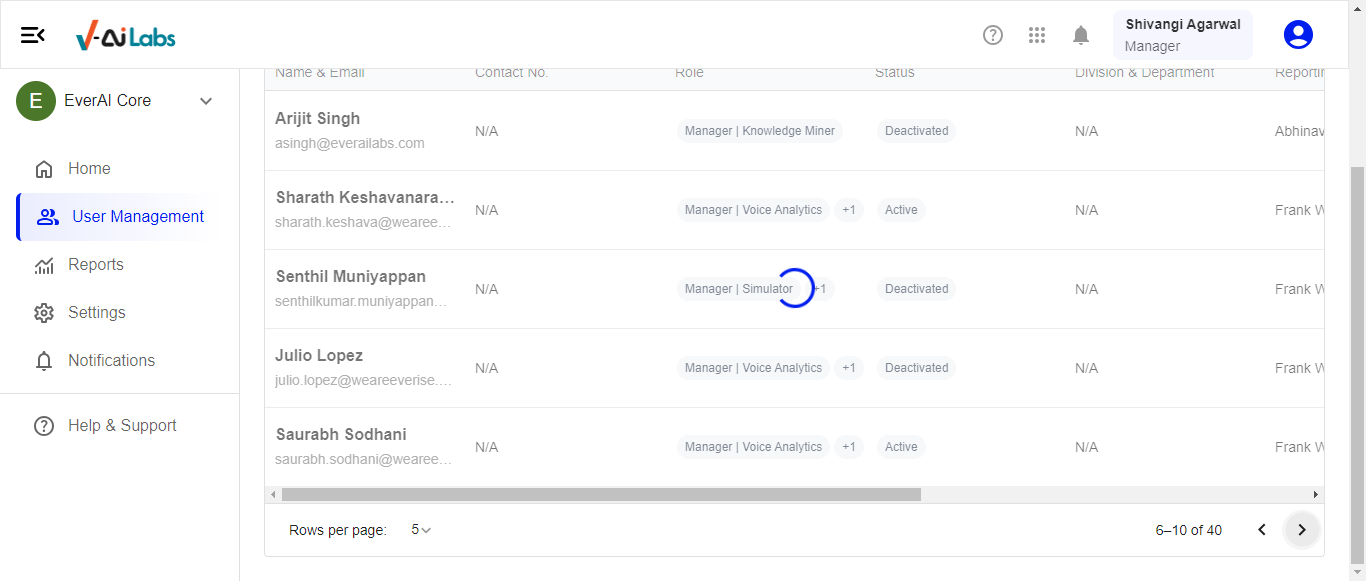 V-Ai Labs
Shivangi Agarwal
Manager
E EverAI Core
Home
User Management
Reports
Settings
Notifications
Help & Support
Name & Email Contact No. Role Status Division & Department
Arijit Singh
asingh@everailabs.com
N/A Manager | Knowledge Miner Deactivated N/A Abhinav
Sharath Keshavanara...
sharath.keshava@wearee...
N/A Manager | Voice Analytics +1 Active N/A Frank W
Senthil Muniyappan
senthilkumar.muniyappan...
N/A Manager | Simulator +1 Deactivated N/A Frank W
Julio Lopez
julio.lopez@weareeverise....
N/A Manager | Voice Analytics +1 Deactivated N/A Frank W
Saurabh Sodhani
saurabh.sodhani@wearee...
N/A Manager | Voice Analytics +1 Active N/A Frank W
Rows per page: 5 6–10 of 40